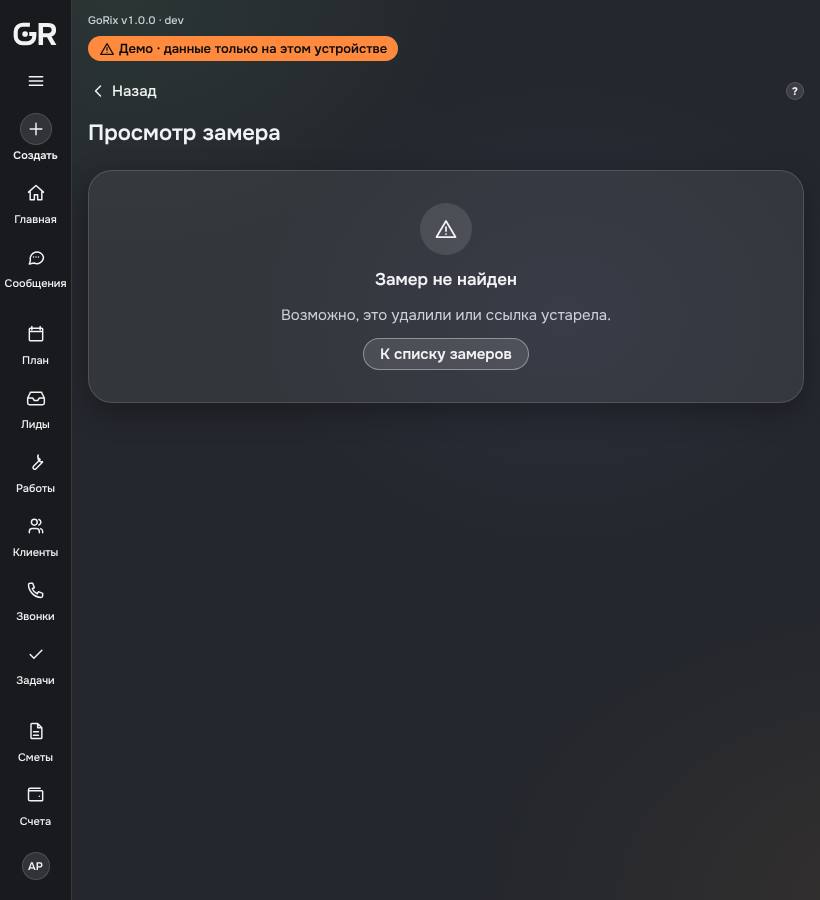 GR
GoRix v1.0.0 · dev
Демо · данные только на этом устройстве
Назад
?
Просмотр замера
Замер не найден
Возможно, это удалили или ссылка устарела.
К списку замеров
Создать
Главная
Сообщения
План
Лиды
Работы
Клиенты
Звонки
Задачи
Сметы
Счета
AP